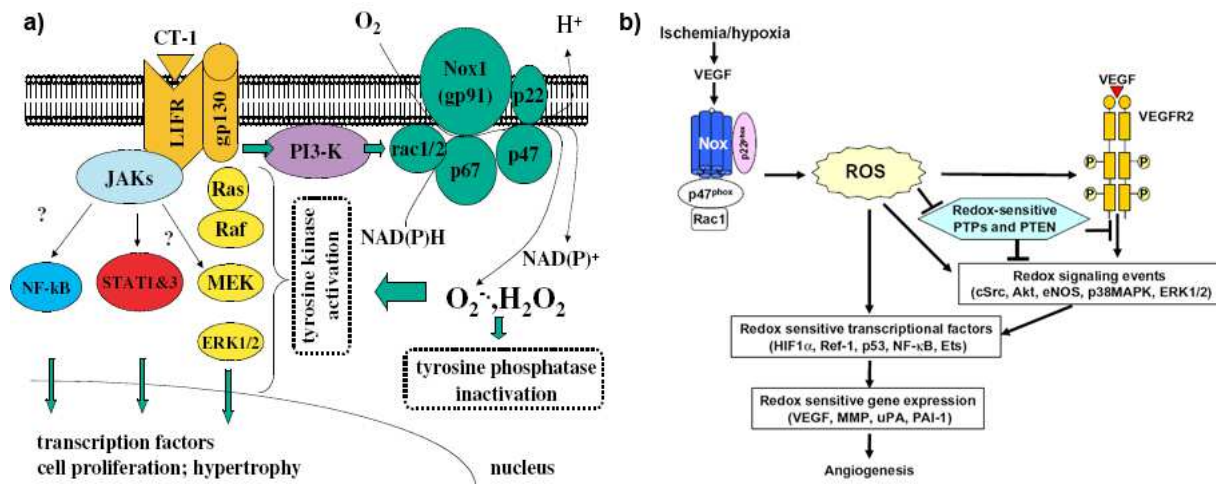 a)
CT-1
LIFR
gp130
O2
H+
Nox1
(gp91)
p22
JAKs
PI3-K
rac1/2
p67
p47
?
?
Ras
Raf
NAD(P)H
NAD(P)+
NF-kB
STAT1&3
MEK
ERK1/2
tyrosine kinase
activation
O2·-,H2O2
tyrosine phosphatase
inactivation
transcription factors
cell proliferation; hypertrophy
nucleus
b)
Ischemia/hypoxia
VEGF
Nox
p22phox
p47phox
Rac1
ROS
VEGF
VEGFR2
P
P
P
P
Redox-sensitive
PTPs and PTEN
Redox signaling events
(cSrc, Akt, eNOS, p38MAPK, ERK1/2)
Redox sensitive transcriptional factors
(HIF1α, Ref-1, p53, NF-κB, Ets)
Redox sensitive gene expression
(VEGF, MMP, uPA, PAI-1)
Angiogenesis